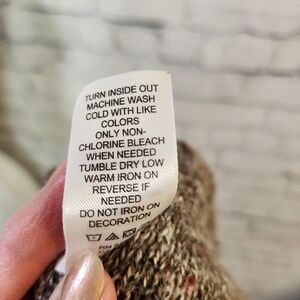 TURN INSIDE OUT
MACHINE WASH
COLD WITH LIKE
COLORS
ONLY NON-
CHLORINE BLEACH
WHEN NEEDED
TUMBLE DRY LOW
WARM IRON ON
REVERSE IF
NEEDED
DO NOT IRON ON
DECORATION
RN